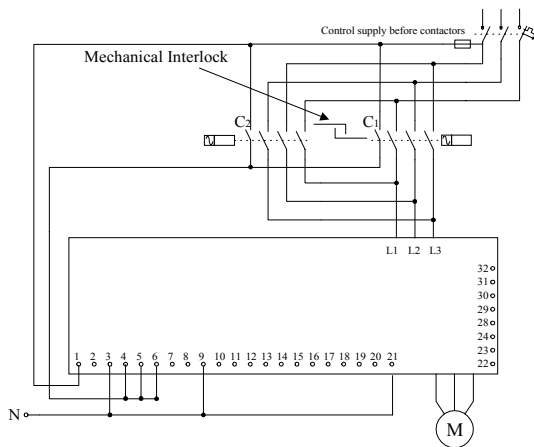 Control supply before contactors
Mechanical Interlock
C2 C1
L1 L2 L3
32
31
30
29
28
24
23
22
1 2 3 4 5 6 7 8 9 10 11 12 13 14 15 16 17 18 19 20 21
N
M